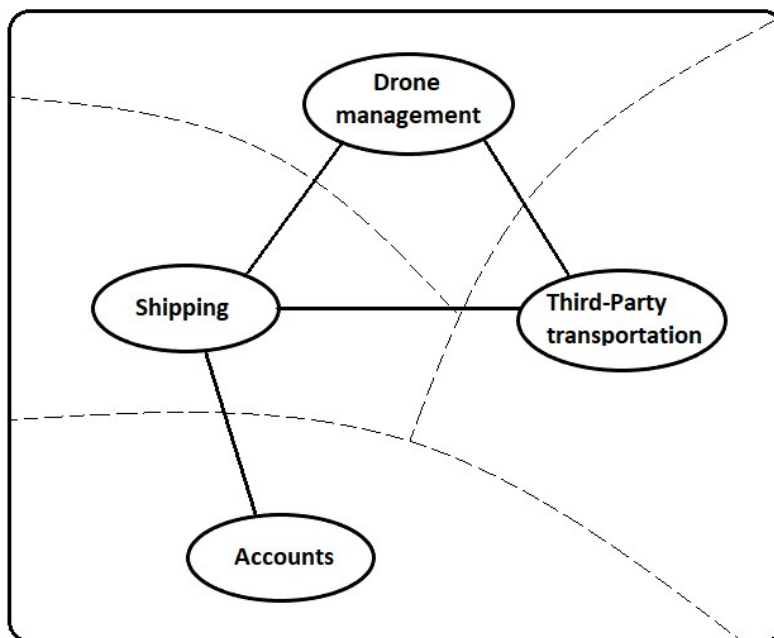 Drone
management
Shipping
Third-Party
transportation
Accounts